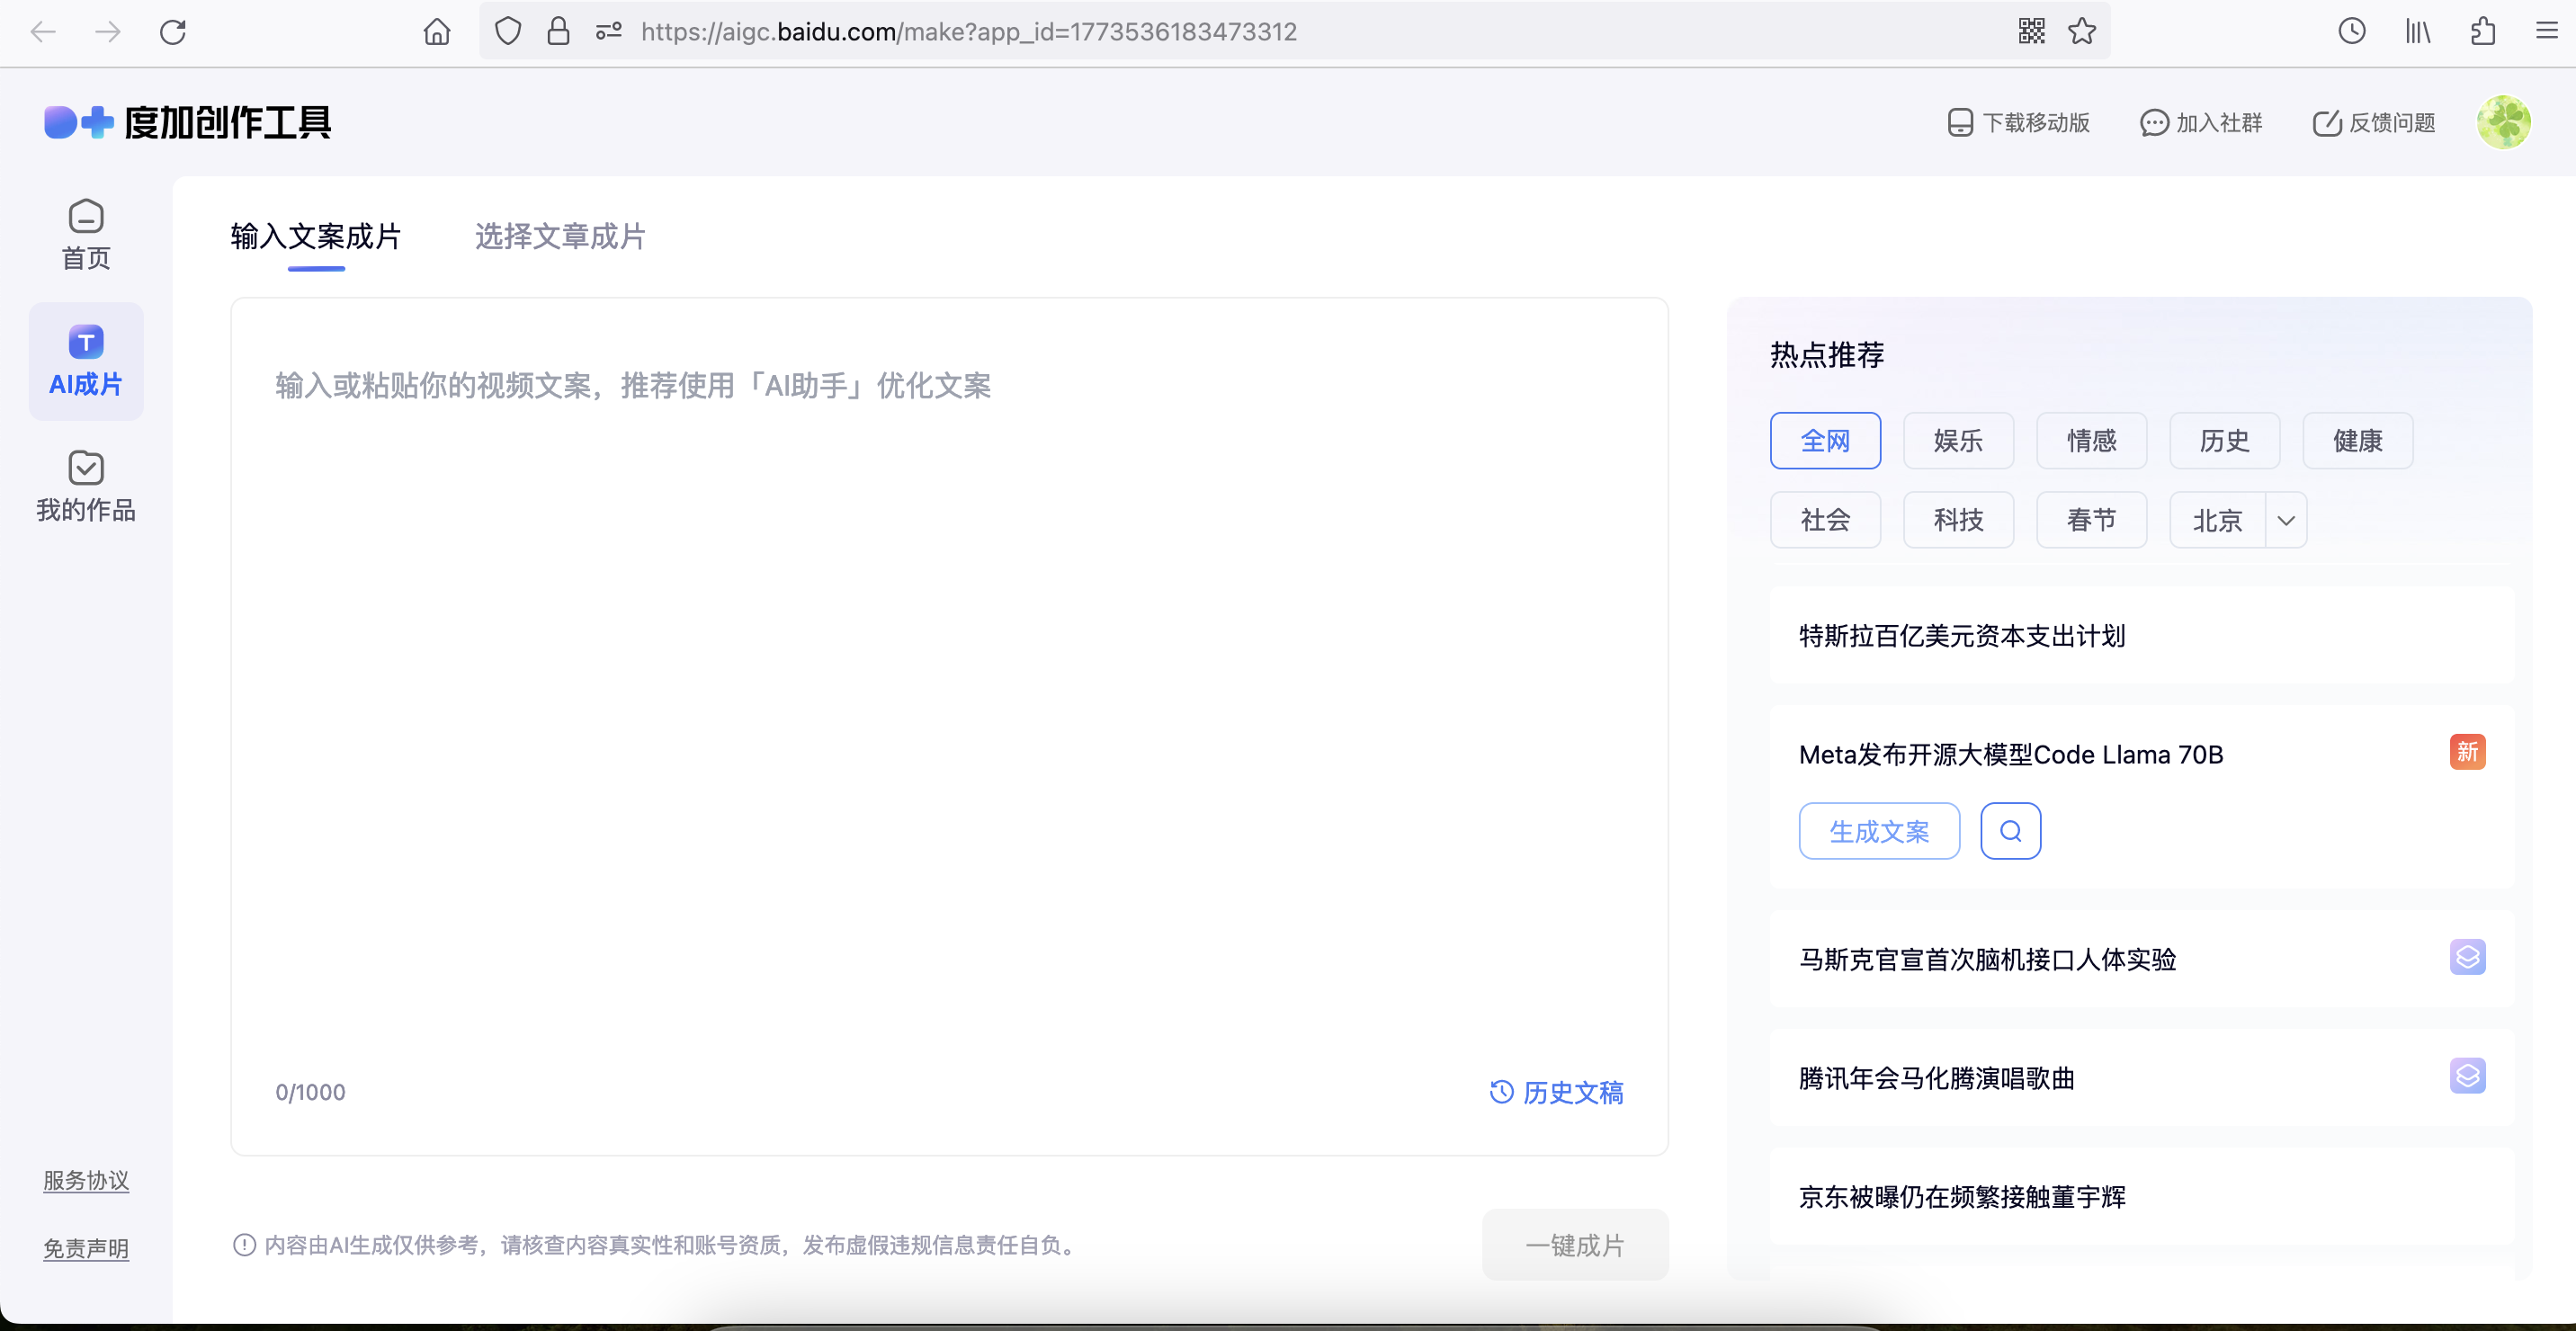 https://aigc.baidu.com/make?app_id=1773536183473312
度加创作工具
下载移动版
加入社群
反馈问题
首页
T
AI成片
我的作品
服务协议
免责声明
输入文案成片
选择文章成片
输入或粘贴你的视频文案，推荐使用「AI助手」优化文案
0/1000
历史文稿
内容由AI生成仅供参考，请核查内容真实性和账号资质，发布虚假违规信息责任自负。
一键成片
热点推荐
全网 娱乐 情感 历史 健康
社会 科技 春节 北京
特斯拉百亿美元资本支出计划
Meta发布开源大模型Code Llama 70B 新
生成文案
马斯克官宣首次脑机接口人体实验
腾讯年会马化腾演唱歌曲
京东被曝仍在频繁接触董宇辉